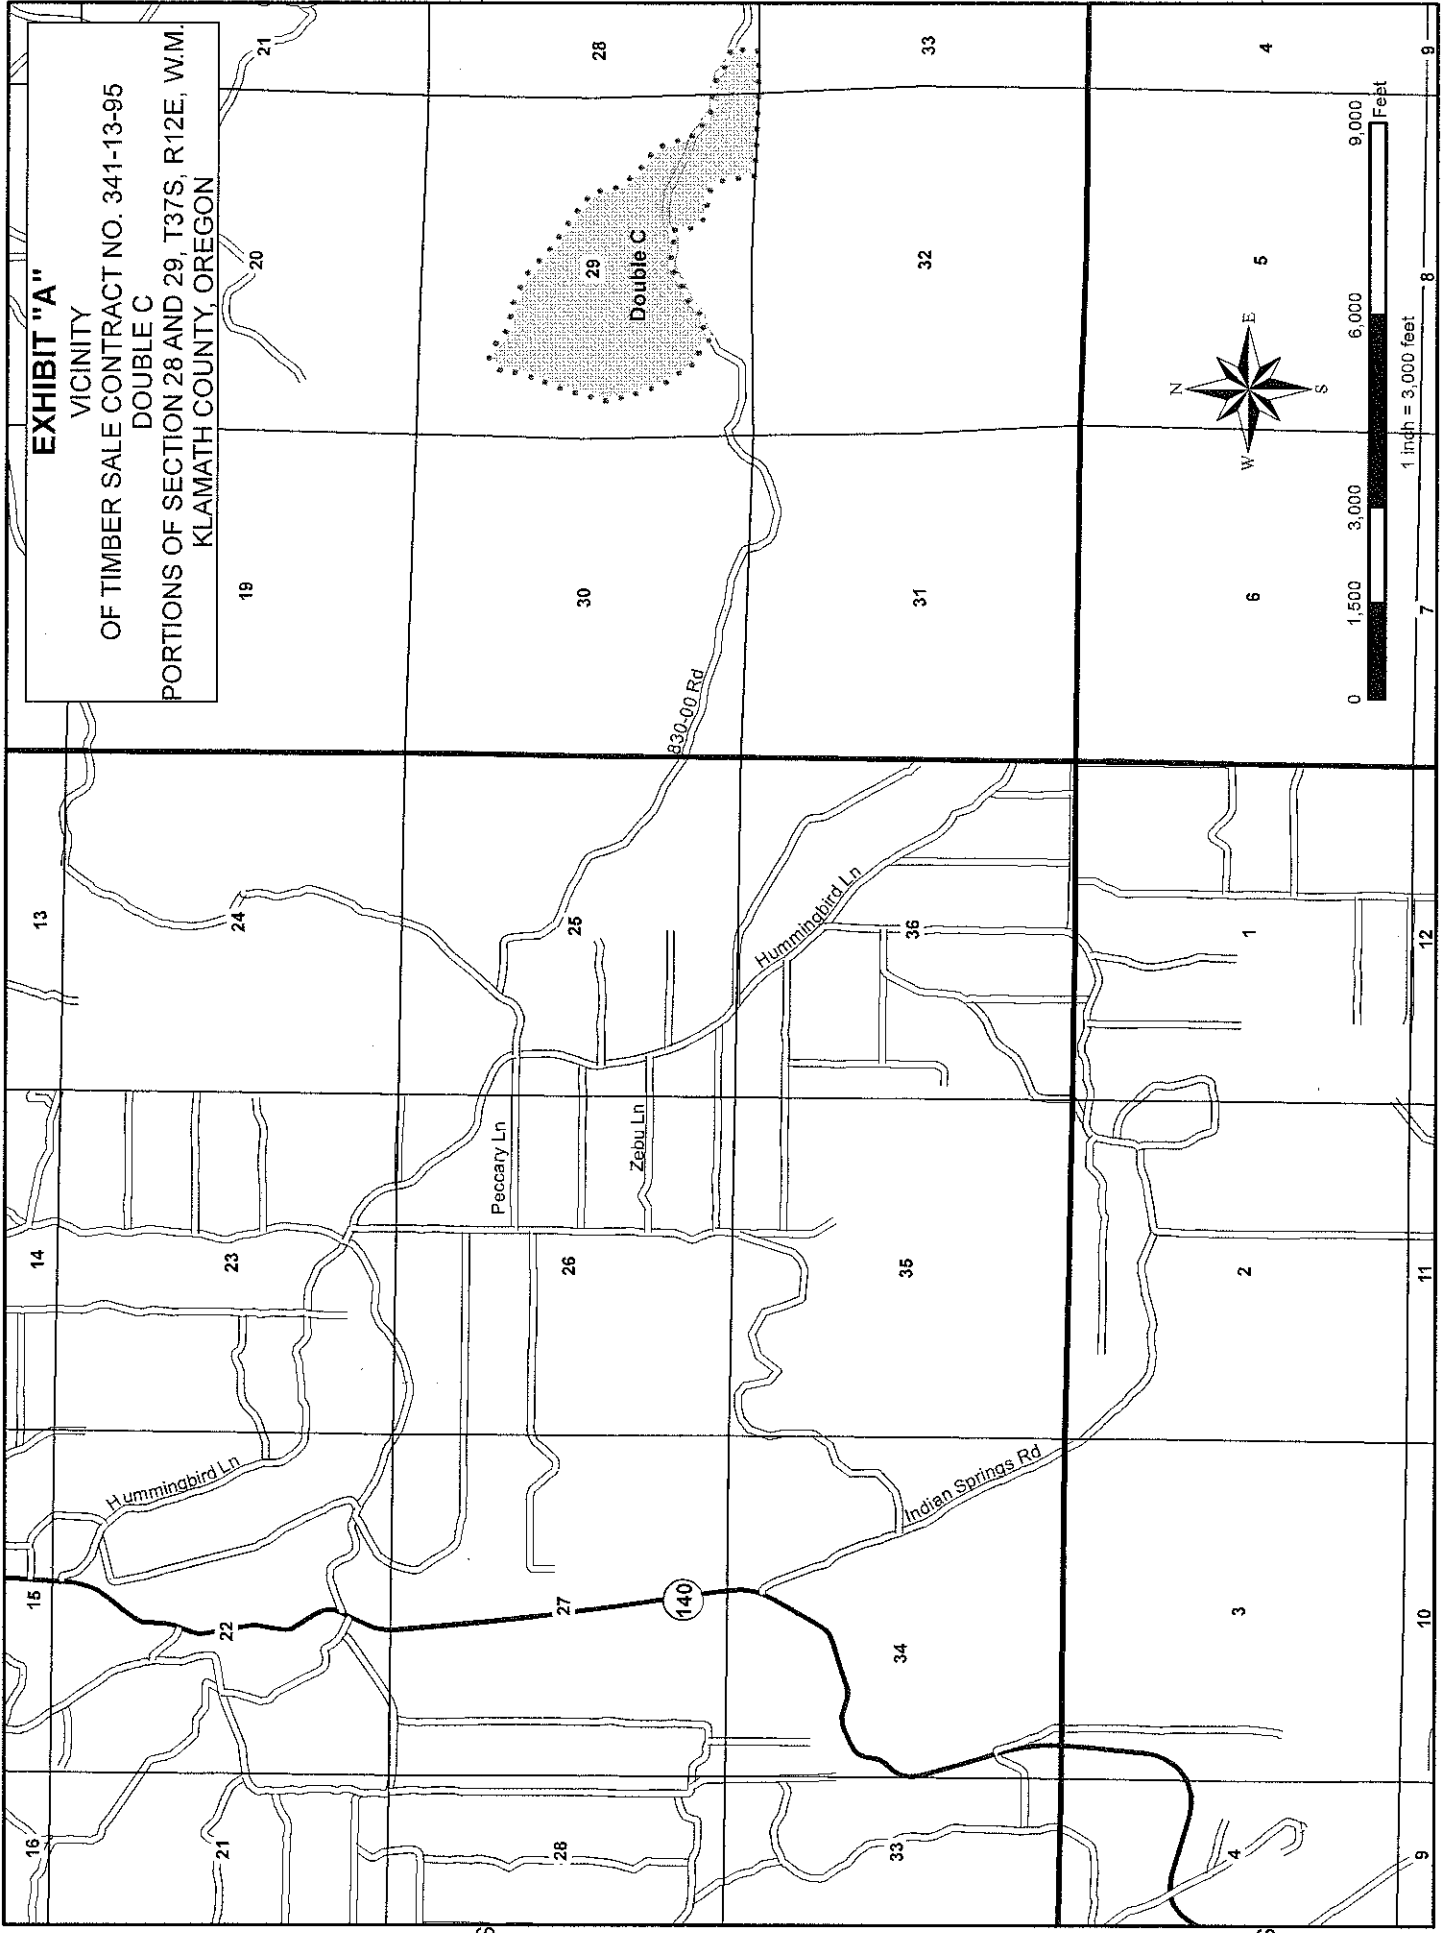 EXHIBIT "A"
VICINITY
OF TIMBER SALE CONTRACT NO. 341-13-95
DOUBLE C
PORTIONS OF SECTION 28 AND 29, T37S, R12E, W.M.
KLAMATH COUNTY, OREGON
16
15
14
13
21
22
23
24
19
20
21
Hummingbird Ln
28
27
26
25
30
29
28
Double C
Peccary Ln
Zebu Ln
830-00 Rd
140
33
34
35
36
31
32
33
Hummingbird Ln
Indian Springs Rd
4
3
2
1
6
5
4
N
W
E
S
0
1,500
3,000
6,000
9,000
Feet
1 inch = 3,000 feet
9
10
11
12
7
8
9